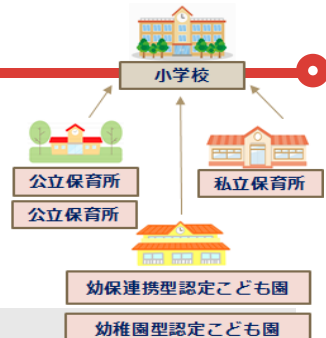 小学校
公立保育所
公立保育所
私立保育所
幼保連携型認定こども園
幼稚園型認定こども園